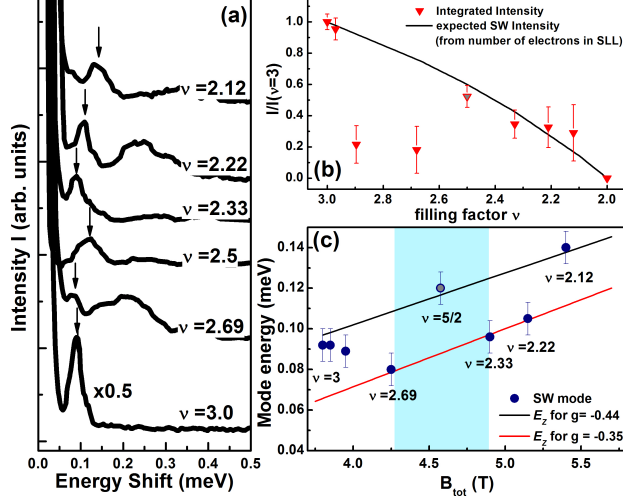 (a)
ν =2.12
ν =2.22
ν =2.33
ν =2.5
ν =2.69
x0.5
ν =3.0
Intensity I (arb. units)
0.0 0.1 0.2 0.3 0.4 0.5
Energy Shift (meV)
Integrated Intensity
expected SW Intensity
(from number of electrons in SLL)
I/I(ν=3)
1.0
0.8
0.6
0.4
0.2
0.0
(b)
3.0 2.8 2.6 2.4 2.2 2.0
filling factor ν
(c)
Mode energy (meV)
0.14
0.12
0.10
0.08
0.06
0.04
ν =2.12
ν =5/2
ν =2.22
ν =2.33
ν =3
ν =2.69
SW mode
E_Z for g= -0.44
E_Z for g= -0.35
4.0 4.5 5.0 5.5
B_tot (T)